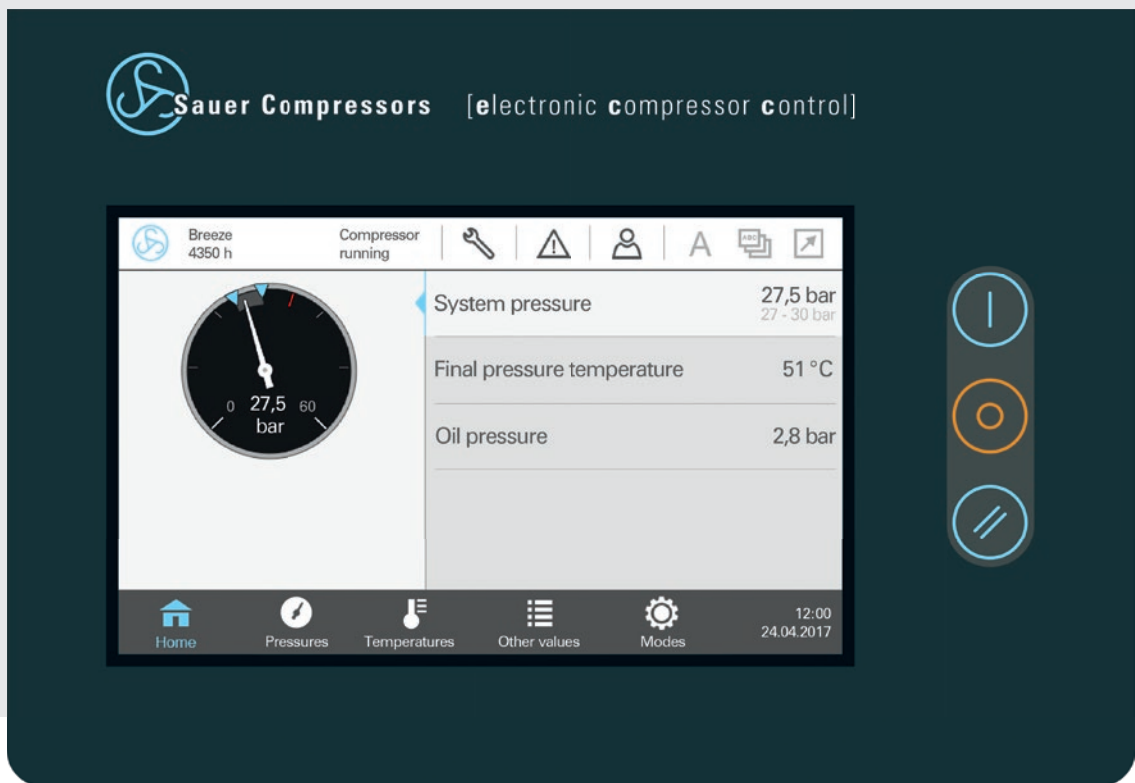 Sauer Compressors [electronic compressor control]
Breeze
4350 h
Compressor
running
A
ABC
0 27,5 60
bar
System pressure 27,5 bar
27 - 30 bar
Final pressure temperature 51 °C
Oil pressure 2,8 bar
Home Pressures Temperatures Other values Modes
12:00
24.04.2017